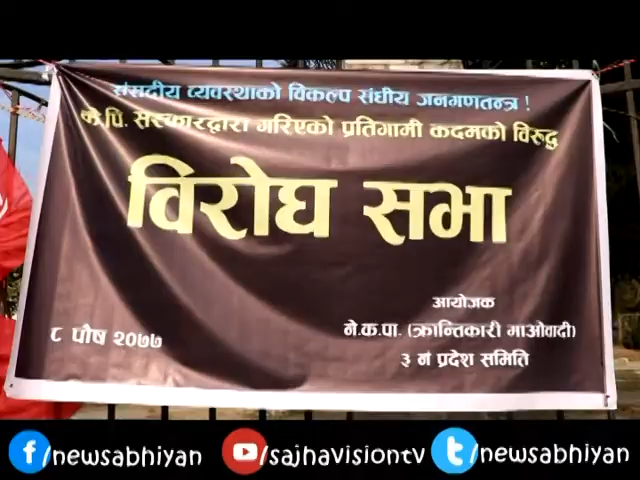 संसदीय व्यवस्थाको विकल्प संघीय जनगणतन्त्र !
के.पि. सरकारद्वारा गरिएको प्रतिगामी कदमको विरुद्ध
विरोध सभा
आयोजक
८ पौष २०७७
ने.क.पा. (क्रान्तिकारी माओवादी)
३ नं प्रदेश समिति
/newsabhiyan /sajhavisiontv /newsabhiyan